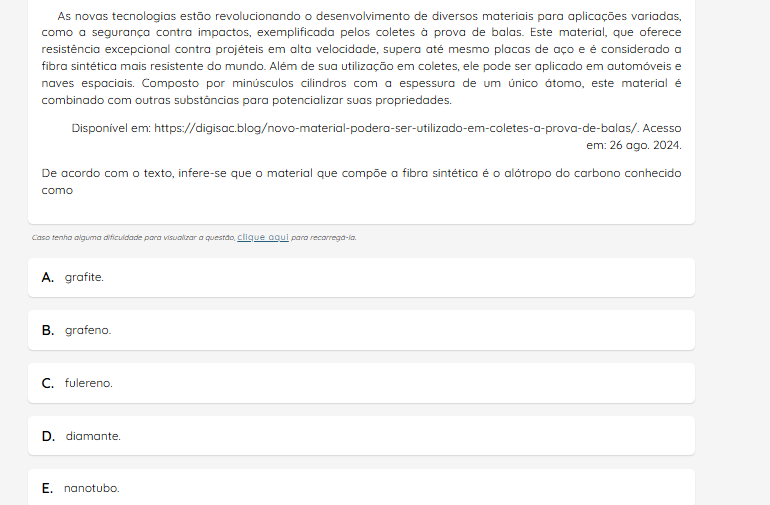 As novas tecnologias estão revolucionando o desenvolvimento de diversos materiais para aplicações variadas,
como a segurança contra impactos, exemplificada pelos coletes à prova de balas. Este material, que oferece
resistência excepcional contra projéteis em alta velocidade, supera até mesmo placas de aço e é considerado a
fibra sintética mais resistente do mundo. Além de sua utilização em coletes, ele pode ser aplicado em automóveis e
naves espaciais. Composto por minúsculos cilindros com a espessura de um único átomo, este material é
combinado com outras substâncias para potencializar suas propriedades.
Disponível em: https://digisac.blog/novo-material-podera-ser-utilizado-em-coletes-a-prova-de-balas/. Acesso
em: 26 ago. 2024.
De acordo com o texto, infere-se que o material que compõe a fibra sintética é o alótropo do carbono conhecido
como
Caso tenha alguma dificuldade para visualizar a questão, clique aqui para recarregá-la.
A. grafite.
B. grafeno.
C. fulereno.
D. diamante.
E. nanotubo.